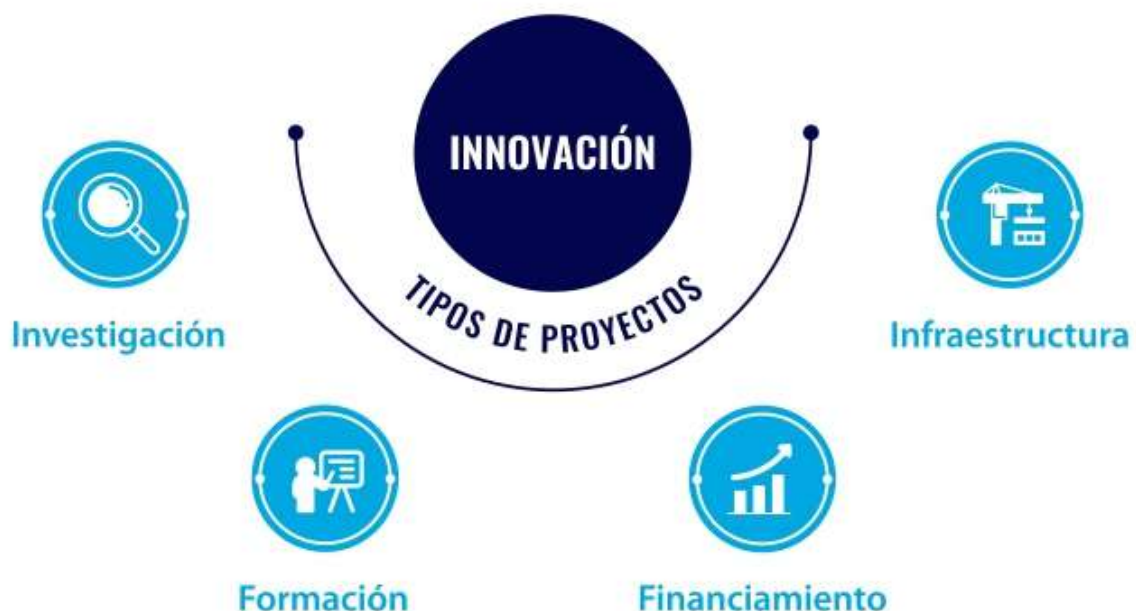 INNOVACIÓN
TIPOS DE PROYECTOS
Investigación
Infraestructura
Formación
Financiamiento